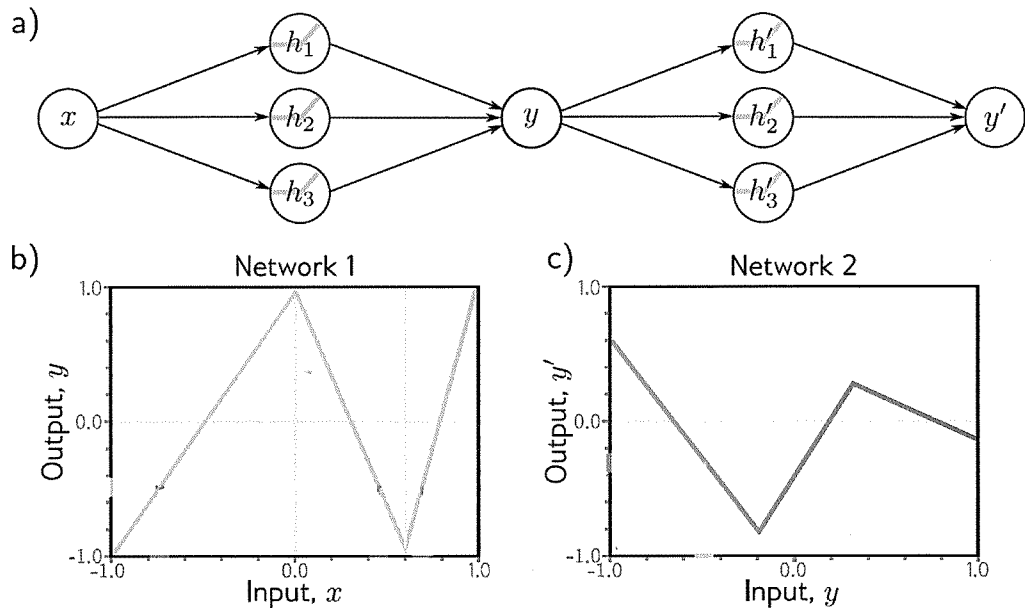 a)
x
h₁
h₂
h₃
y
h′₁
h′₂
h′₃
y′
b)
Network 1
1.0
0.0
-1.0
Output, y
-1.0 0.0 1.0
Input, x
c)
Network 2
1.0
0.0
-1.0
Output, y′
-1.0 0.0 1.0
Input, y